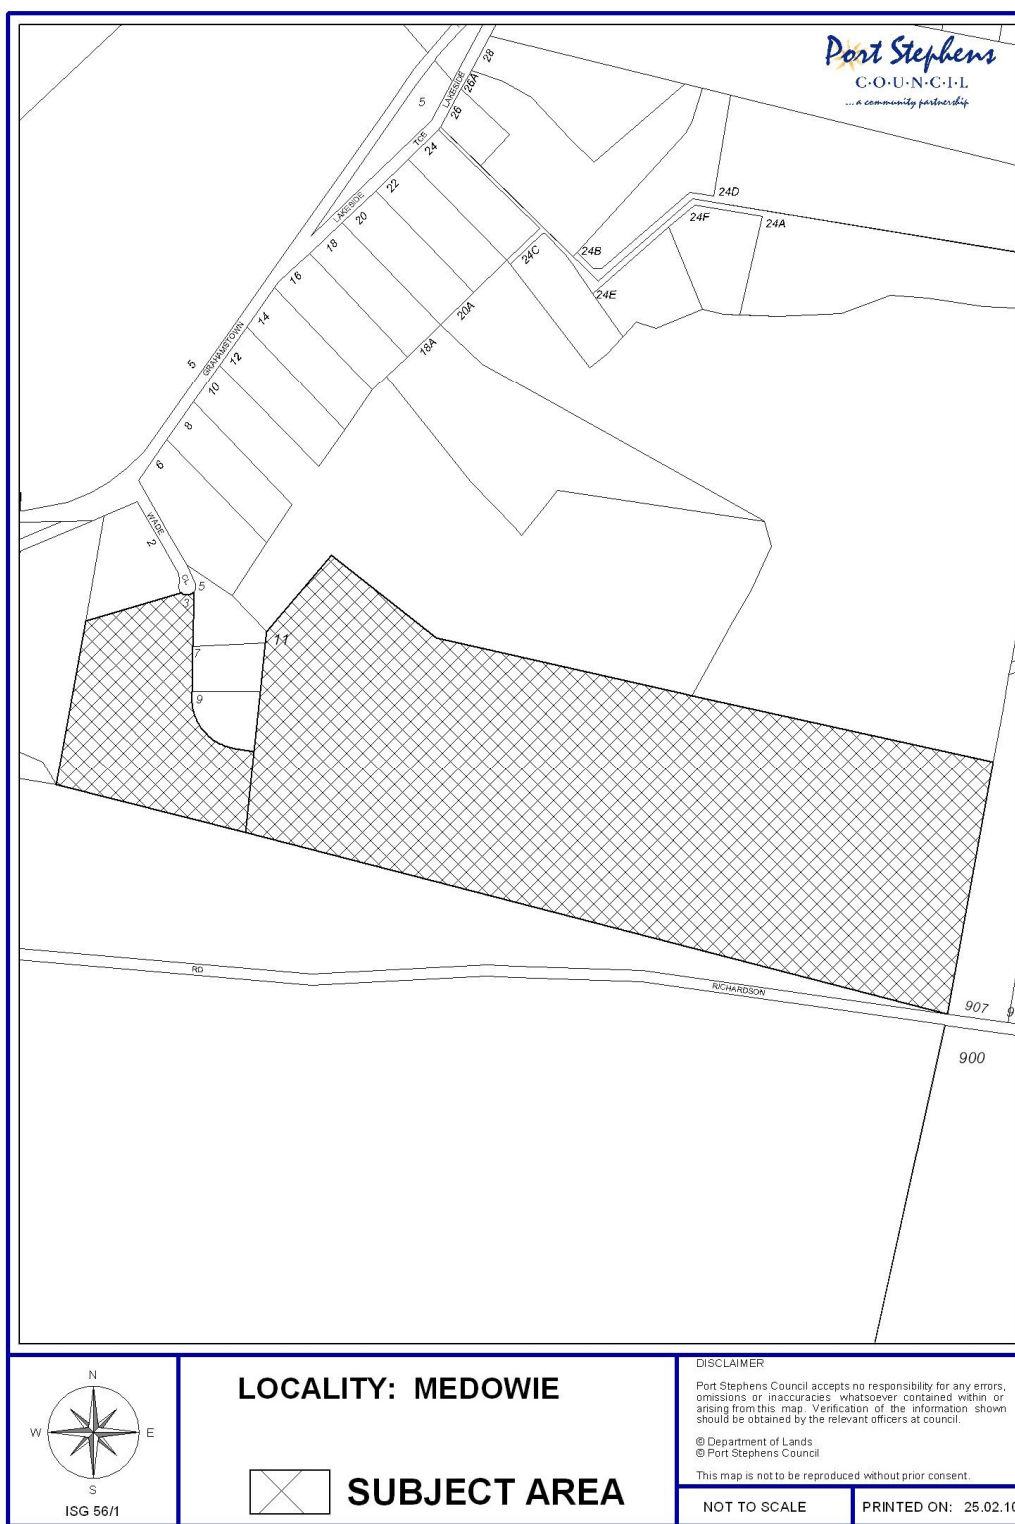 Port Stephens
C·O·U·N·C·I·L
... a community partnership
28
26A
LAKESIDE
26
5
TCE
24
22
LAKESIDE
20
18
16
14
GRAHAMSTOWN
5
12
10
8
6
24D
24F
24A
24B
24C
24E
20A
18A
WADE
2
CL
5
3
11
7
9
RD
RICHARDSON
907
9
900
N
W
E
S
ISG 56/1
LOCALITY: MEDOWIE
SUBJECT AREA
DISCLAIMER
Port Stephens Council accepts no responsibility for any errors,
omissions or inaccuracies whatsoever contained within or
arising from this map. Verification of the information shown
should be obtained by the relevant officers at council.
© Department of Lands
© Port Stephens Council
This map is not to be reproduced without prior consent.
NOT TO SCALE
PRINTED ON: 25.02.10